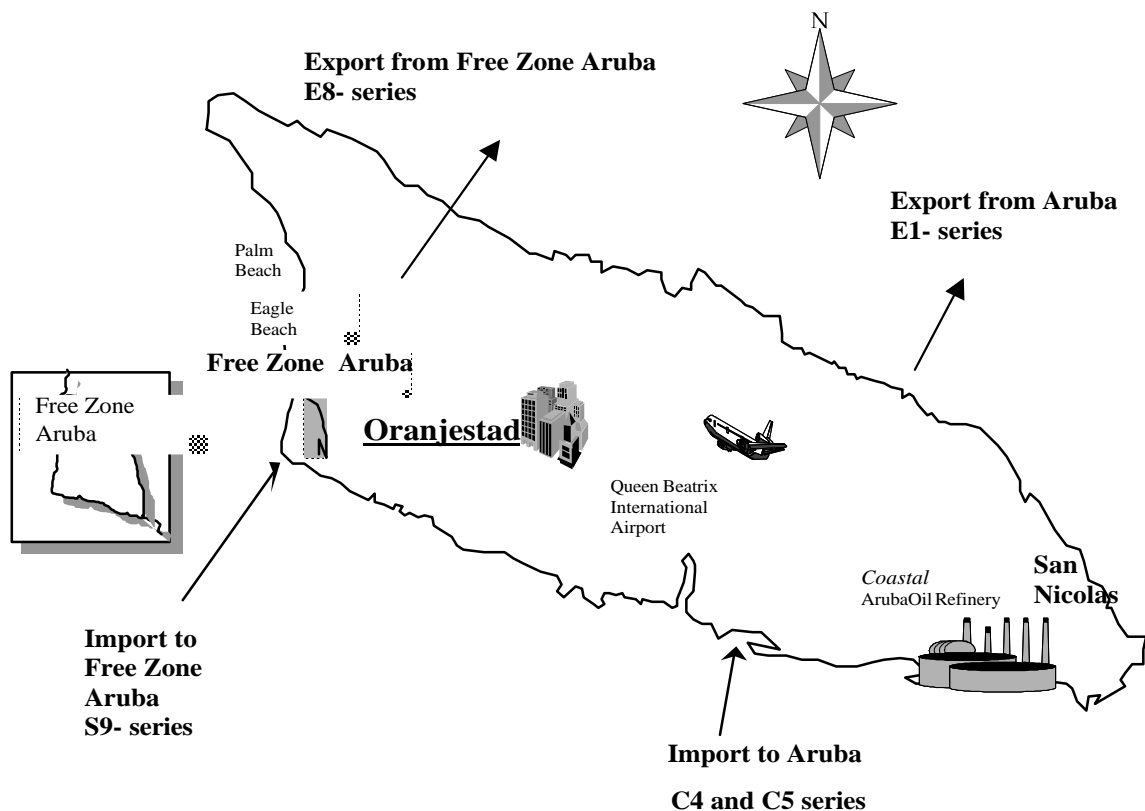 N
Export from Free Zone Aruba
E8- series
Export from Aruba
E1- series
Palm
Beach
Eagle
Beach
Free Zone Aruba
Free Zone
Aruba
Oranjestad
N
Queen Beatrix
International
Airport
Coastal
ArubaOil Refinery
San
Nicolas
Import to
Free Zone
Aruba
S9- series
Import to Aruba
C4 and C5 series